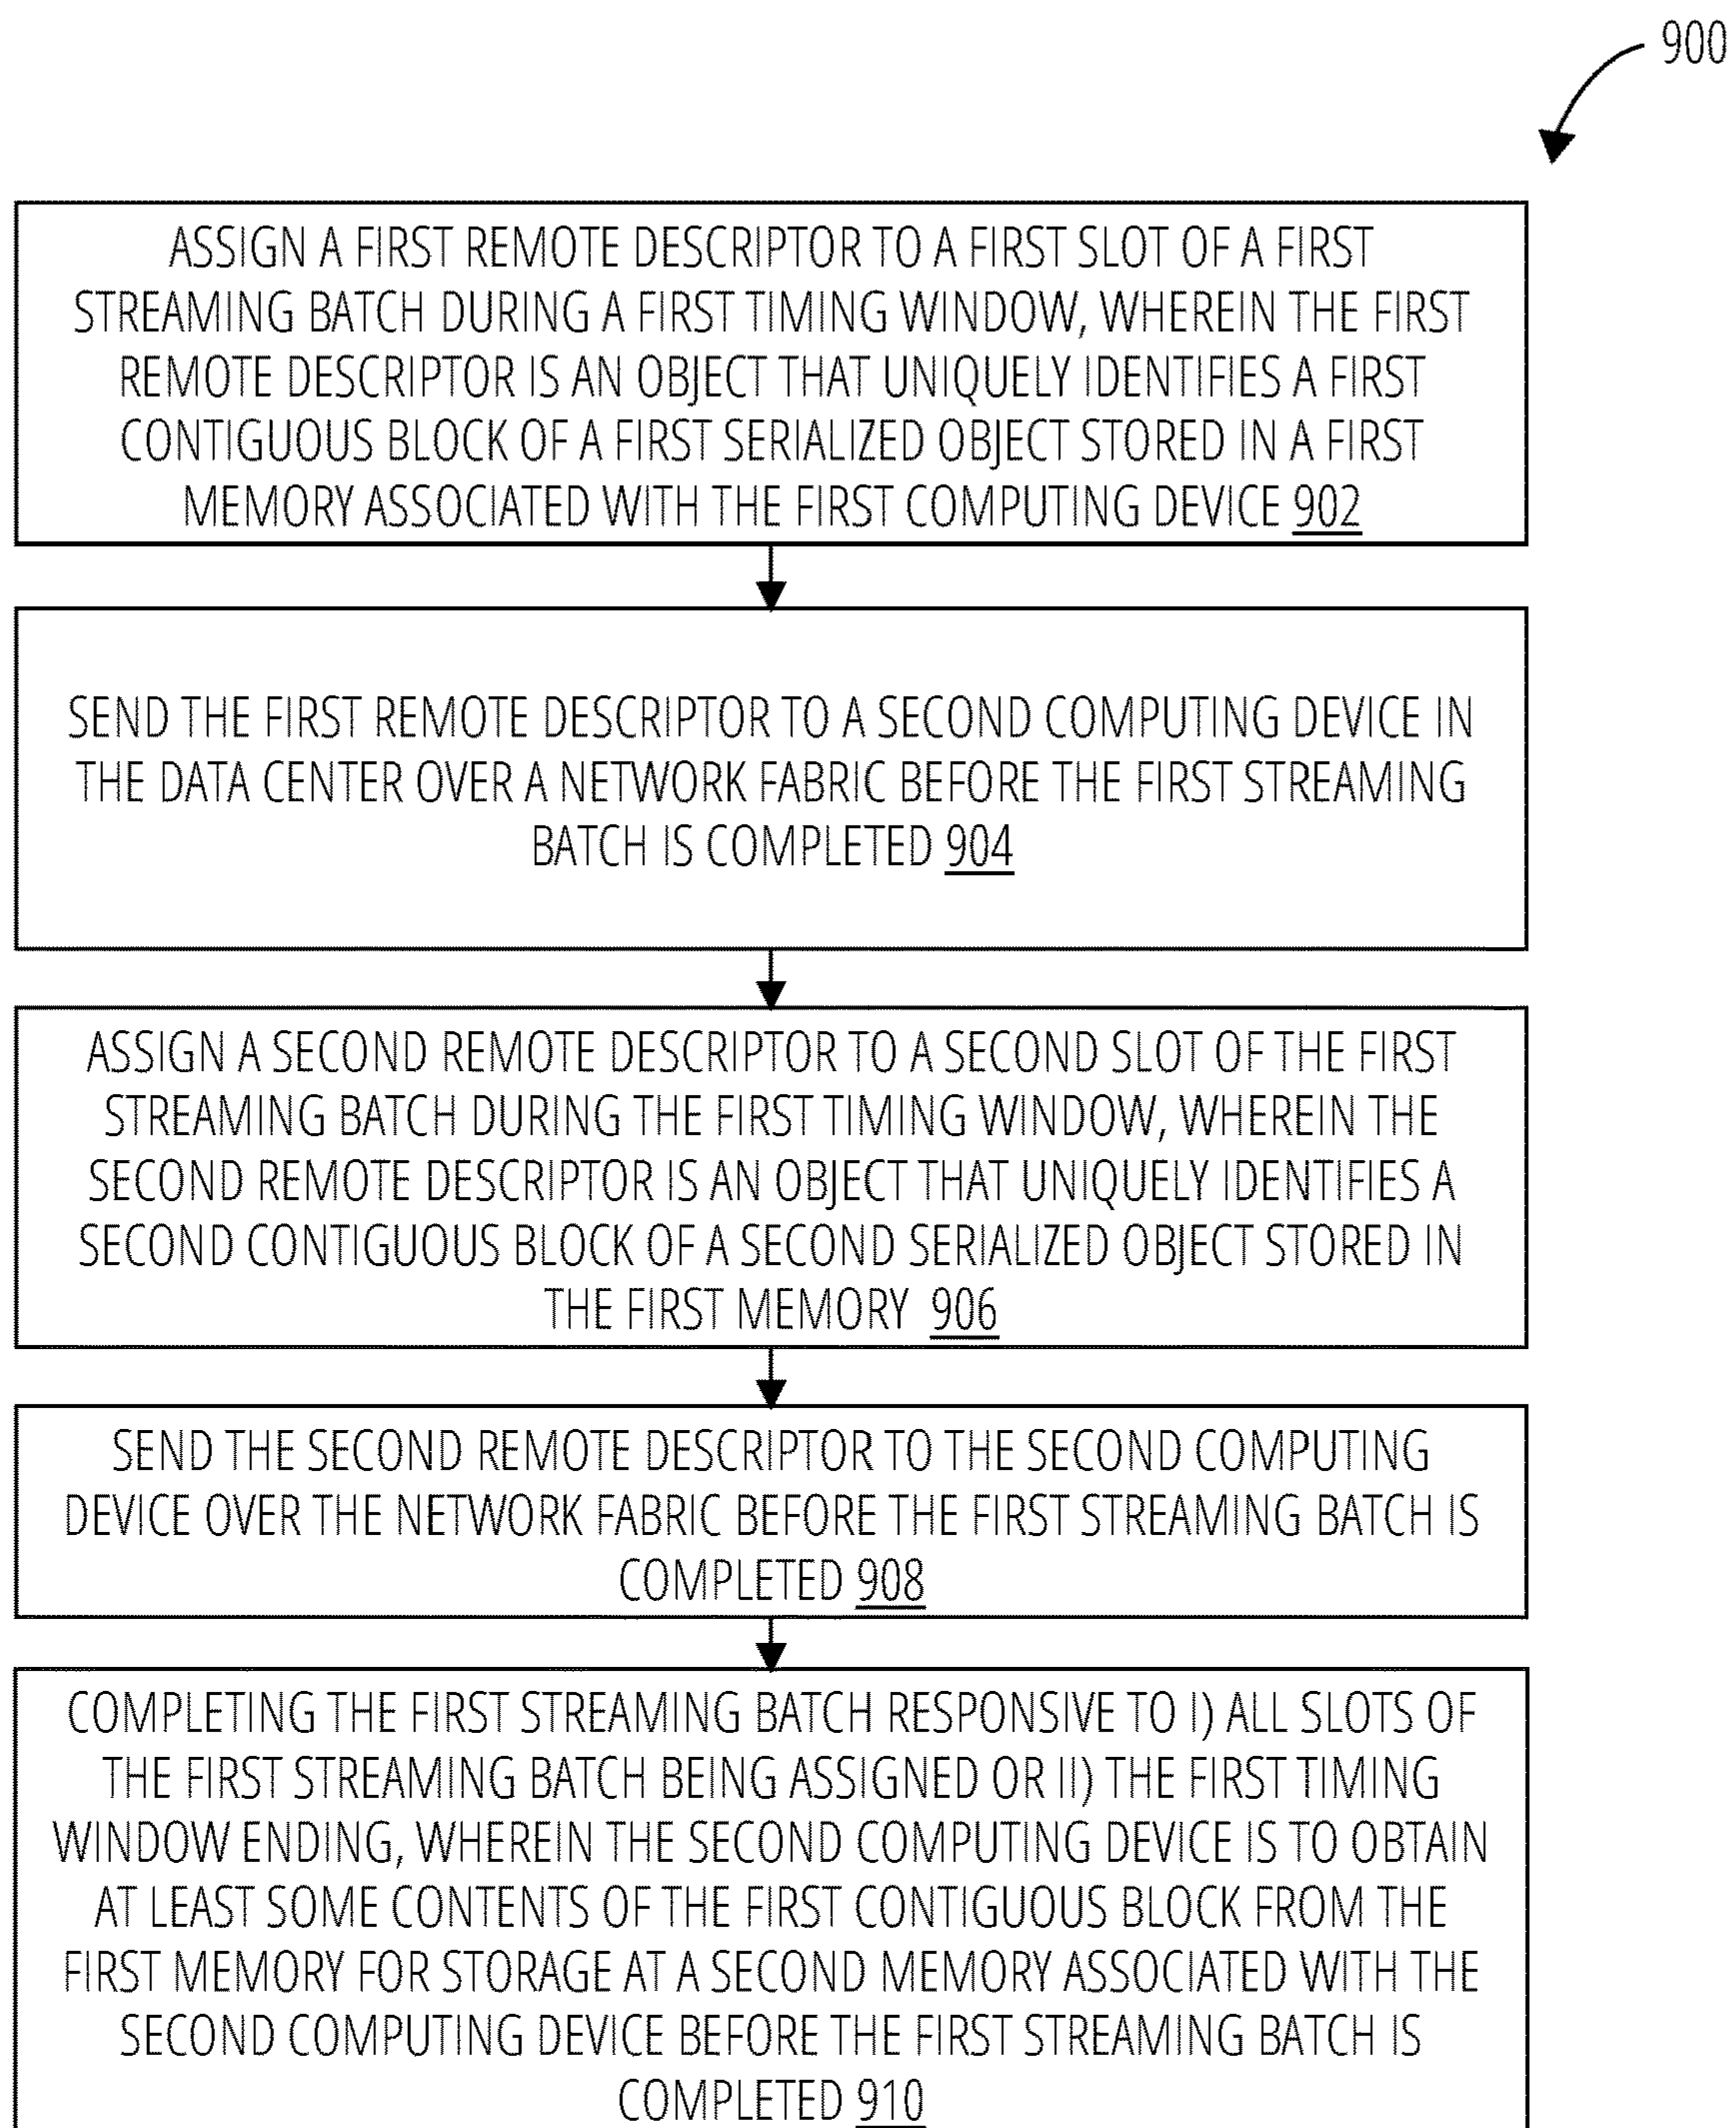 900
ASSIGN A FIRST REMOTE DESCRIPTOR TO A FIRST SLOT OF A FIRST
STREAMING BATCH DURING A FIRST TIMING WINDOW, WHEREIN THE FIRST
REMOTE DESCRIPTOR IS AN OBJECT THAT UNIQUELY IDENTIFIES A FIRST
CONTIGUOUS BLOCK OF A FIRST SERIALIZED OBJECT STORED IN A FIRST
MEMORY ASSOCIATED WITH THE FIRST COMPUTING DEVICE 902
SEND THE FIRST REMOTE DESCRIPTOR TO A SECOND COMPUTING DEVICE IN
THE DATA CENTER OVER A NETWORK FABRIC BEFORE THE FIRST STREAMING
BATCH IS COMPLETED 904
ASSIGN A SECOND REMOTE DESCRIPTOR TO A SECOND SLOT OF THE FIRST
STREAMING BATCH DURING THE FIRST TIMING WINDOW, WHEREIN THE
SECOND REMOTE DESCRIPTOR IS AN OBJECT THAT UNIQUELY IDENTIFIES A
SECOND CONTIGUOUS BLOCK OF A SECOND SERIALIZED OBJECT STORED IN
THE FIRST MEMORY 906
SEND THE SECOND REMOTE DESCRIPTOR TO THE SECOND COMPUTING
DEVICE OVER THE NETWORK FABRIC BEFORE THE FIRST STREAMING BATCH IS
COMPLETED 908
COMPLETING THE FIRST STREAMING BATCH RESPONSIVE TO I) ALL SLOTS OF
THE FIRST STREAMING BATCH BEING ASSIGNED OR II) THE FIRST TIMING
WINDOW ENDING, WHEREIN THE SECOND COMPUTING DEVICE IS TO OBTAIN
AT LEAST SOME CONTENTS OF THE FIRST CONTIGUOUS BLOCK FROM THE
FIRST MEMORY FOR STORAGE AT A SECOND MEMORY ASSOCIATED WITH THE
SECOND COMPUTING DEVICE BEFORE THE FIRST STREAMING BATCH IS
COMPLETED 910